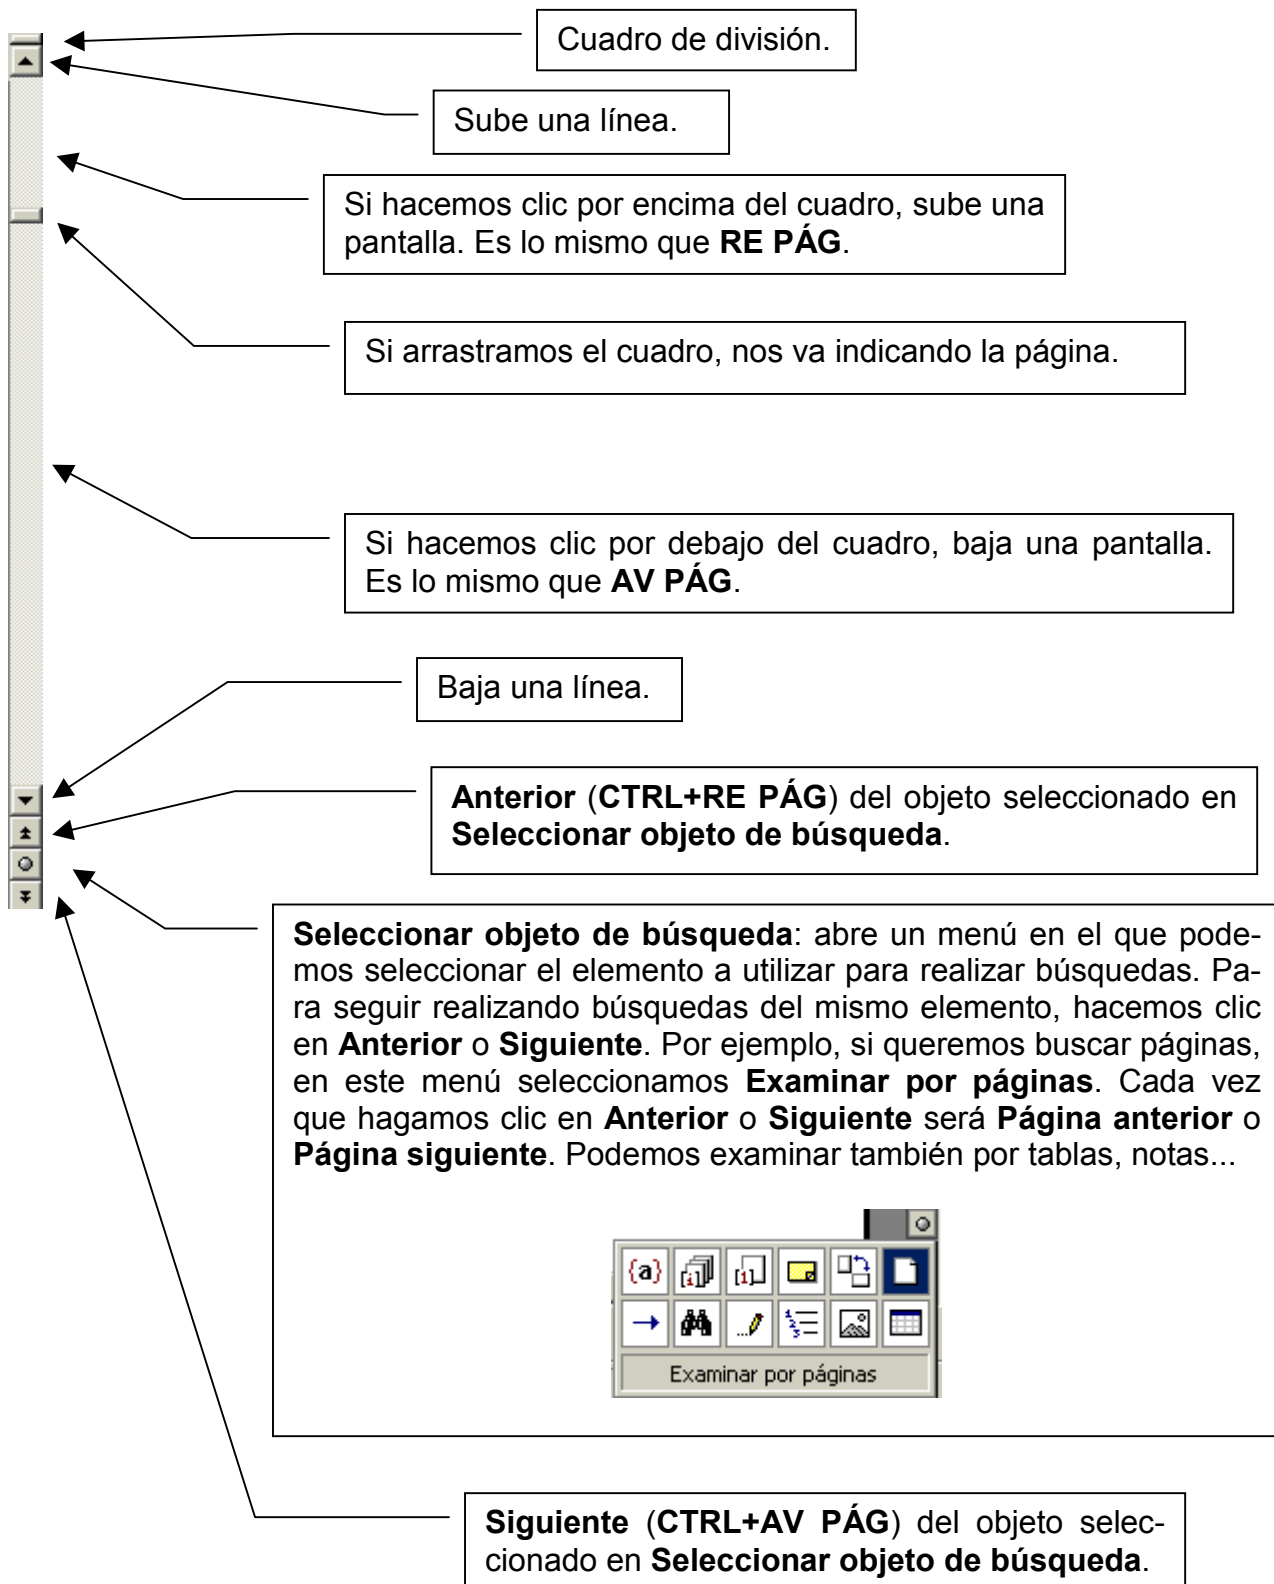 Cuadro de división.
Sube una línea.
Si hacemos clic por encima del cuadro, sube una
pantalla. Es lo mismo que RE PÁG.
Si arrastramos el cuadro, nos va indicando la página.
Si hacemos clic por debajo del cuadro, baja una pantalla.
Es lo mismo que AV PÁG.
Baja una línea.
Anterior (CTRL+RE PÁG) del objeto seleccionado en
Seleccionar objeto de búsqueda.
Seleccionar objeto de búsqueda: abre un menú en el que pode-
mos seleccionar el elemento a utilizar para realizar búsquedas. Pa-
ra seguir realizando búsquedas del mismo elemento, hacemos clic
en Anterior o Siguiente. Por ejemplo, si queremos buscar páginas,
en este menú seleccionamos Examinar por páginas. Cada vez
que hagamos clic en Anterior o Siguiente será Página anterior o
Página siguiente. Podemos examinar también por tablas, notas...
{a} [i] [1]
Examinar por páginas
Siguiente (CTRL+AV PÁG) del objeto selec-
cionado en Seleccionar objeto de búsqueda.